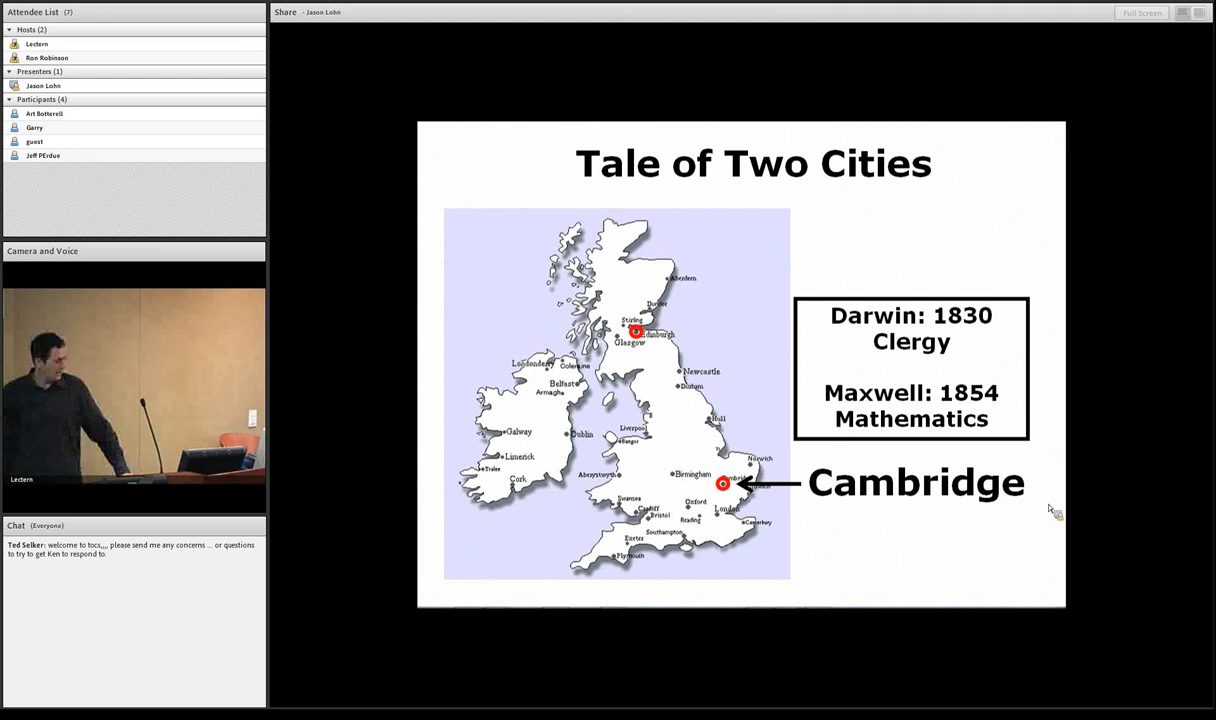 Attendee List (7)
Hosts (2)
Lectern
Ron Robinson
Presenters (1)
Jason Lohn
Participants (4)
Art Botterell
Garry
guest
Jeff PErdue
Camera and Voice
Lectern
Chat (Everyone)
Ted Selker: welcome to tocs,,,, please send me any concerns ... or questions
to try to get Ken to respond to.
Share - Jason Lohn
Full Screen
Tale of Two Cities
Aberdeen
Dundee
Stirling
Edinburgh
Glasgow
Londonderry
Coleraine
Belfast
Armagh
Newcastle
Durham
Hull
Liverpool
Bangor
Galway
Dublin
Limerick
Tralee
Cork
Aberystwyth
Birmingham
Norwich
Swansea
Cardiff
Bristol
Oxford
Reading
London
Canterbury
Southampton
Exeter
Plymouth
Darwin: 1830
Clergy
Maxwell: 1854
Mathematics
Cambridge